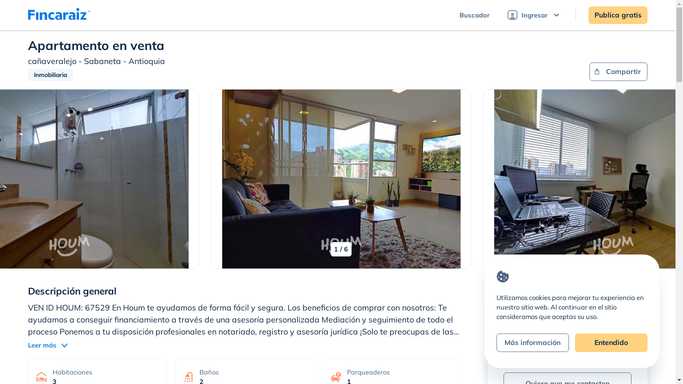 Fincaraiz
Buscador
Ingresar
Publica gratis
Apartamento en venta
cañaveralejo - Sabaneta - Antioquia
Inmobiliaria
Compartir
HOUM
HOUM
HOUM
1 / 6
Descripción general
VEN ID HOUM: 67529 En Houm te ayudamos de forma fácil y segura. Los beneficios de comprar con nosotros: Te
ayudamos a conseguir financiamiento a través de una asesoría personalizada Mediación y seguimiento de todo el
proceso Ponemos a tu disposición profesionales en notariado, registro y asesoría jurídica ¡Solo te preocupas de las...
Leer más
Habitaciones
3
Baños
2
Parqueaderos
1
Utilizamos cookies para mejorar tu experiencia en
nuestro sitio web. Al continuar en el sitio
consideramos que aceptas su uso.
Más información
Entendido
Quiero que me contacten